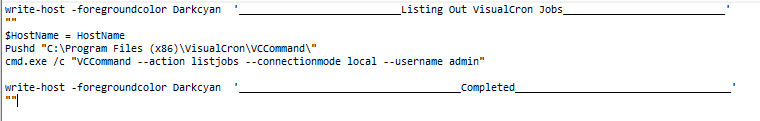 write-host -foregroundcolor Darkcyan  '__________________________Listing Out VisualCron Jobs__________________________'
""
$HostName = HostName
Pushd "C:\Program Files (x86)\VisualCron\VCCommand\"
cmd.exe /c "VCCommand --action listjobs --connectionmode local --username admin"
write-host -foregroundcolor Darkcyan  '____________________________________Completed___________________________________'
""